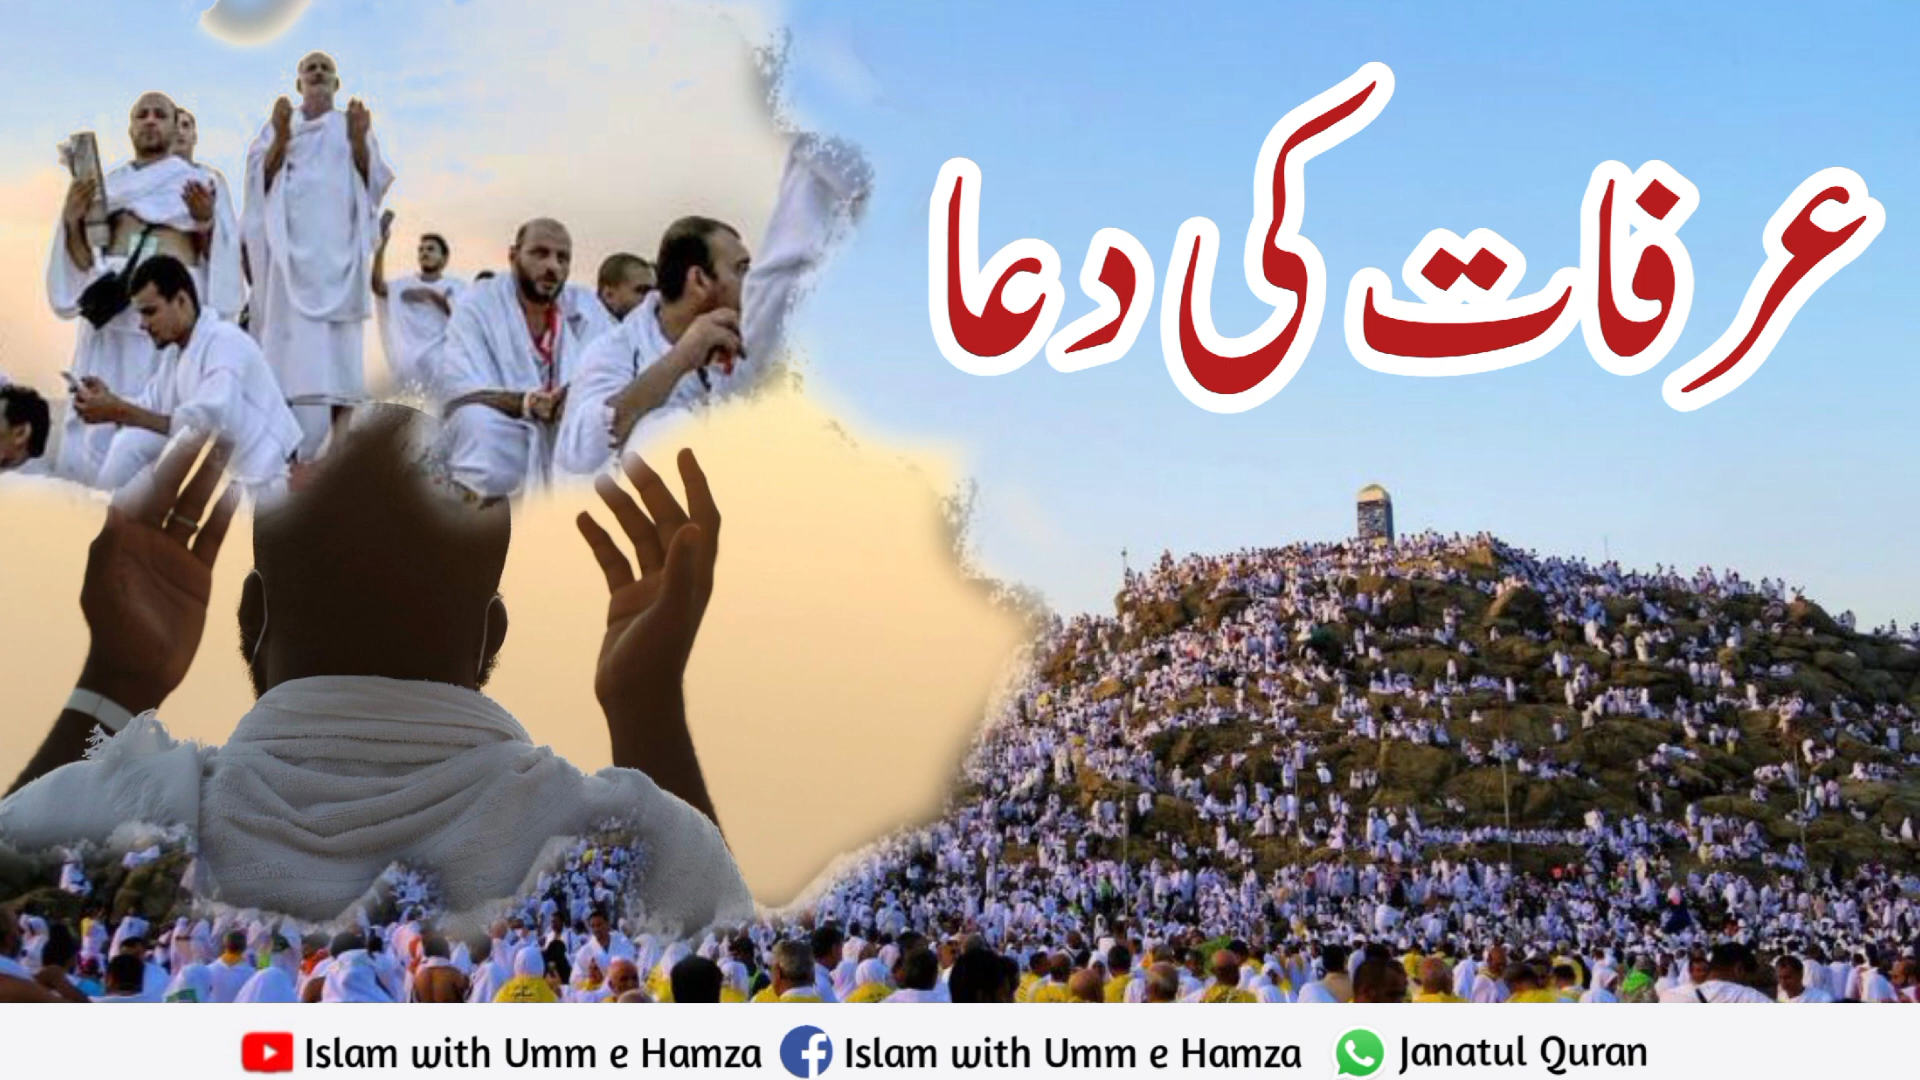 عرفات کی دعا
Islam with Umm e Hamza Islam with Umm e Hamza Janatul Quran